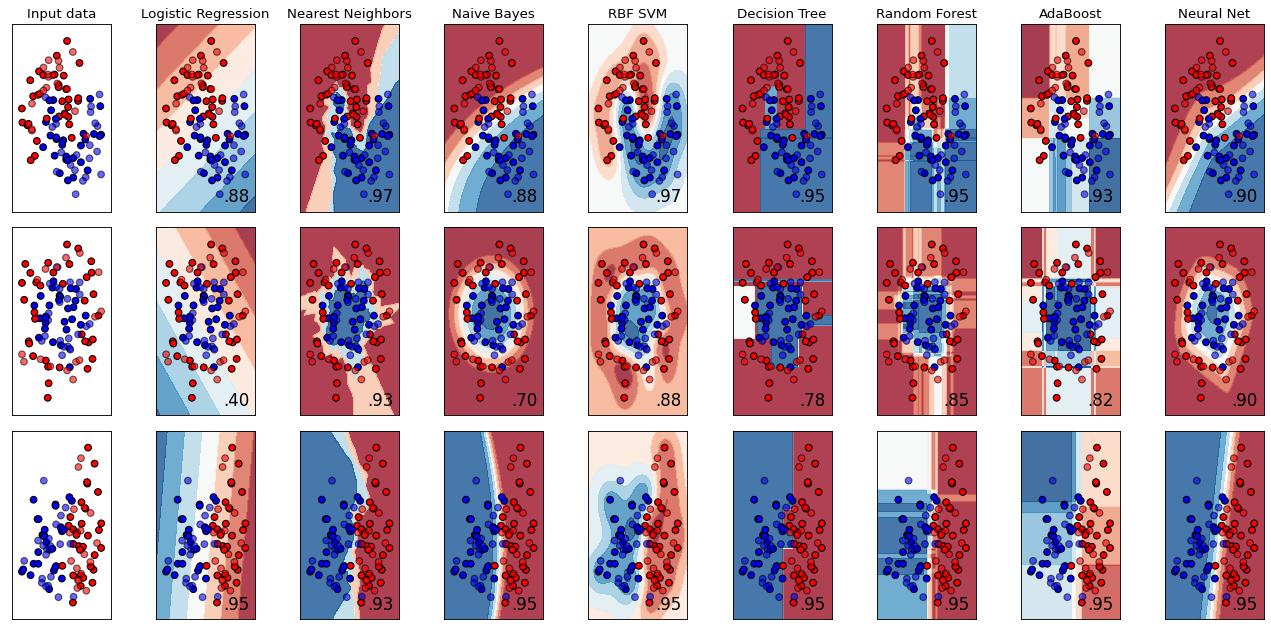 Input data Logistic Regression Nearest Neighbors Naive Bayes RBF SVM Decision Tree Random Forest AdaBoost Neural Net
.88 .97 .88 .97 .95 .95 .93 .90
.40 .93 .70 .88 .78 .85 .82 .90
.95 .93 .95 .95 .95 .95 .95 .95